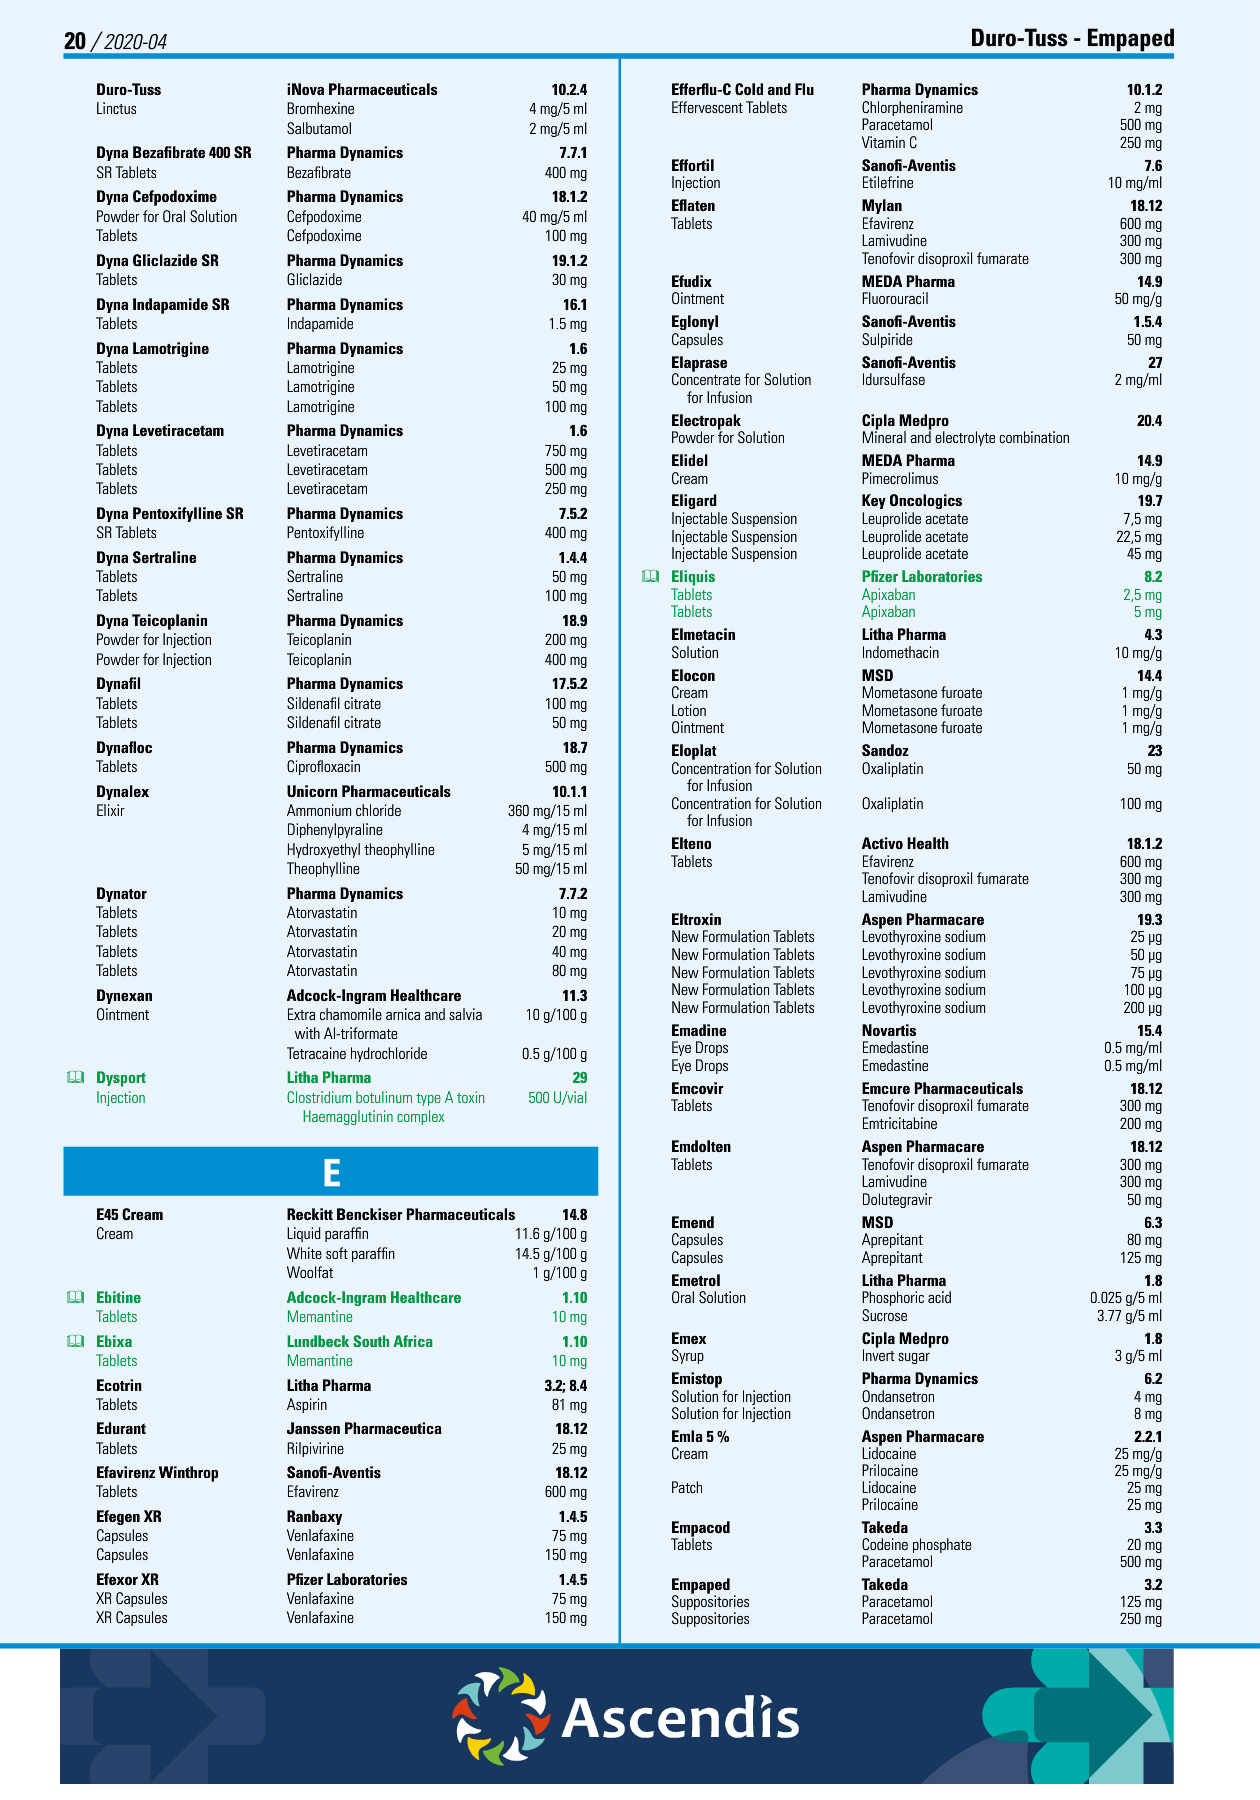 20 / 2020-04
Duro-Tuss - Empaped
Duro-Tuss iNova Pharmaceuticals 10.2.4
Linctus Bromhexine 4 mg/5 ml
Salbutamol 2 mg/5 ml
Dyna Bezafibrate 400 SR Pharma Dynamics 7.7.1
SR Tablets Bezafibrate 400 mg
Dyna Cefpodoxime Pharma Dynamics 18.1.2
Powder for Oral Solution Cefpodoxime 40 mg/5 ml
Tablets Cefpodoxime 100 mg
Dyna Gliclazide SR Pharma Dynamics 19.1.2
Tablets Gliclazide 30 mg
Dyna Indapamide SR Pharma Dynamics 16.1
Tablets Indapamide 1.5 mg
Dyna Lamotrigine Pharma Dynamics 1.6
Tablets Lamotrigine 25 mg
Tablets Lamotrigine 50 mg
Tablets Lamotrigine 100 mg
Dyna Levetiracetam Pharma Dynamics 1.6
Tablets Levetiracetam 750 mg
Tablets Levetiracetam 500 mg
Tablets Levetiracetam 250 mg
Dyna Pentoxifylline SR Pharma Dynamics 7.5.2
SR Tablets Pentoxifylline 400 mg
Dyna Sertraline Pharma Dynamics 1.4.4
Tablets Sertraline 50 mg
Tablets Sertraline 100 mg
Dyna Teicoplanin Pharma Dynamics 18.9
Powder for Injection Teicoplanin 200 mg
Powder for Injection Teicoplanin 400 mg
Dynafil Pharma Dynamics 17.5.2
Tablets Sildenafil citrate 100 mg
Tablets Sildenafil citrate 50 mg
Dynafloc Pharma Dynamics 18.7
Tablets Ciprofloxacin 500 mg
Dynalex Unicorn Pharmaceuticals 10.1.1
Elixir Ammonium chloride 360 mg/15 ml
Diphenylpyraline 4 mg/15 ml
Hydroxyethyl theophylline 5 mg/15 ml
Theophylline 50 mg/15 ml
Dynator Pharma Dynamics 7.7.2
Tablets Atorvastatin 10 mg
Tablets Atorvastatin 20 mg
Tablets Atorvastatin 40 mg
Tablets Atorvastatin 80 mg
Dynexan Adcock-Ingram Healthcare 11.3
Ointment Extra chamomile arnica and salvia 10 g/100 g
with Al-triformate
Tetracaine hydrochloride 0.5 g/100 g
Dysport Litha Pharma 29
Injection Clostridium botulinum type A toxin 500 U/vial
Haemagglutinin complex
E
E45 Cream Reckitt Benckiser Pharmaceuticals 14.8
Cream Liquid paraffin 11.6 g/100 g
White soft paraffin 14.5 g/100 g
Woolfat 1 g/100 g
Ebitine Adcock-Ingram Healthcare 1.10
Tablets Memantine 10 mg
Ebixa Lundbeck South Africa 1.10
Tablets Memantine 10 mg
Ecotrin Litha Pharma 3.2; 8.4
Tablets Aspirin 81 mg
Edurant Janssen Pharmaceutica 18.12
Tablets Rilpivirine 25 mg
Efavirenz Winthrop Sanofi-Aventis 18.12
Tablets Efavirenz 600 mg
Efegen XR Ranbaxy 1.4.5
Capsules Venlafaxine 75 mg
Capsules Venlafaxine 150 mg
Efexor XR Pfizer Laboratories 1.4.5
XR Capsules Venlafaxine 75 mg
XR Capsules Venlafaxine 150 mg
Efferflu-C Cold and Flu Pharma Dynamics 10.1.2
Effervescent Tablets Chlorpheniramine 2 mg
Paracetamol 500 mg
Vitamin C 250 mg
Effortil Sanofi-Aventis 7.6
Injection Etilefrine 10 mg/ml
Eflaten Mylan 18.12
Tablets Efavirenz 600 mg
Lamivudine 300 mg
Tenofovir disoproxil fumarate 300 mg
Efudix MEDA Pharma 14.9
Ointment Fluorouracil 50 mg/g
Eglonyl Sanofi-Aventis 1.5.4
Capsules Sulpiride 50 mg
Elaprase Sanofi-Aventis 27
Concentrate for Solution Idursulfase 2 mg/ml
for Infusion
Electropak Cipla Medpro 20.4
Powder for Solution Mineral and electrolyte combination
Elidel MEDA Pharma 14.9
Cream Pimecrolimus 10 mg/g
Eligard Key Oncologics 19.7
Injectable Suspension Leuprolide acetate 7,5 mg
Injectable Suspension Leuprolide acetate 22,5 mg
Injectable Suspension Leuprolide acetate 45 mg
Eliquis Pfizer Laboratories 8.2
Tablets Apixaban 2,5 mg
Tablets Apixaban 5 mg
Elmetacin Litha Pharma 4.3
Solution Indomethacin 10 mg/g
Elocon MSD 14.4
Cream Mometasone furoate 1 mg/g
Lotion Mometasone furoate 1 mg/g
Ointment Mometasone furoate 1 mg/g
Eloplat Sandoz 23
Concentration for Solution Oxaliplatin 50 mg
for Infusion
Concentration for Solution Oxaliplatin 100 mg
for Infusion
Elteno Activo Health 18.1.2
Tablets Efavirenz 600 mg
Tenofovir disoproxil fumarate 300 mg
Lamivudine 300 mg
Eltroxin Aspen Pharmacare 19.3
New Formulation Tablets Levothyroxine sodium 25 µg
New Formulation Tablets Levothyroxine sodium 50 µg
New Formulation Tablets Levothyroxine sodium 75 µg
New Formulation Tablets Levothyroxine sodium 100 µg
New Formulation Tablets Levothyroxine sodium 200 µg
Emadine Novartis 15.4
Eye Drops Emedastine 0.5 mg/ml
Eye Drops Emedastine 0.5 mg/ml
Emcovir Emcure Pharmaceuticals 18.12
Tablets Tenofovir disoproxil fumarate 300 mg
Emtricitabine 200 mg
Emdolten Aspen Pharmacare 18.12
Tablets Tenofovir disoproxil fumarate 300 mg
Lamivudine 300 mg
Dolutegravir 50 mg
Emend MSD 6.3
Capsules Aprepitant 80 mg
Capsules Aprepitant 125 mg
Emetrol Litha Pharma 1.8
Oral Solution Phosphoric acid 0.025 g/5 ml
Sucrose 3.77 g/5 ml
Emex Cipla Medpro 1.8
Syrup Invert sugar 3 g/5 ml
Emistop Pharma Dynamics 6.2
Solution for Injection Ondansetron 4 mg
Solution for Injection Ondansetron 8 mg
Emla 5 % Aspen Pharmacare 2.2.1
Cream Lidocaine 25 mg/g
Prilocaine 25 mg/g
Patch Lidocaine 25 mg
Prilocaine 25 mg
Empacod Takeda 3.3
Tablets Codeine phosphate 20 mg
Paracetamol 500 mg
Empaped Takeda 3.2
Suppositories Paracetamol 125 mg
Suppositories Paracetamol 250 mg
Ascendis